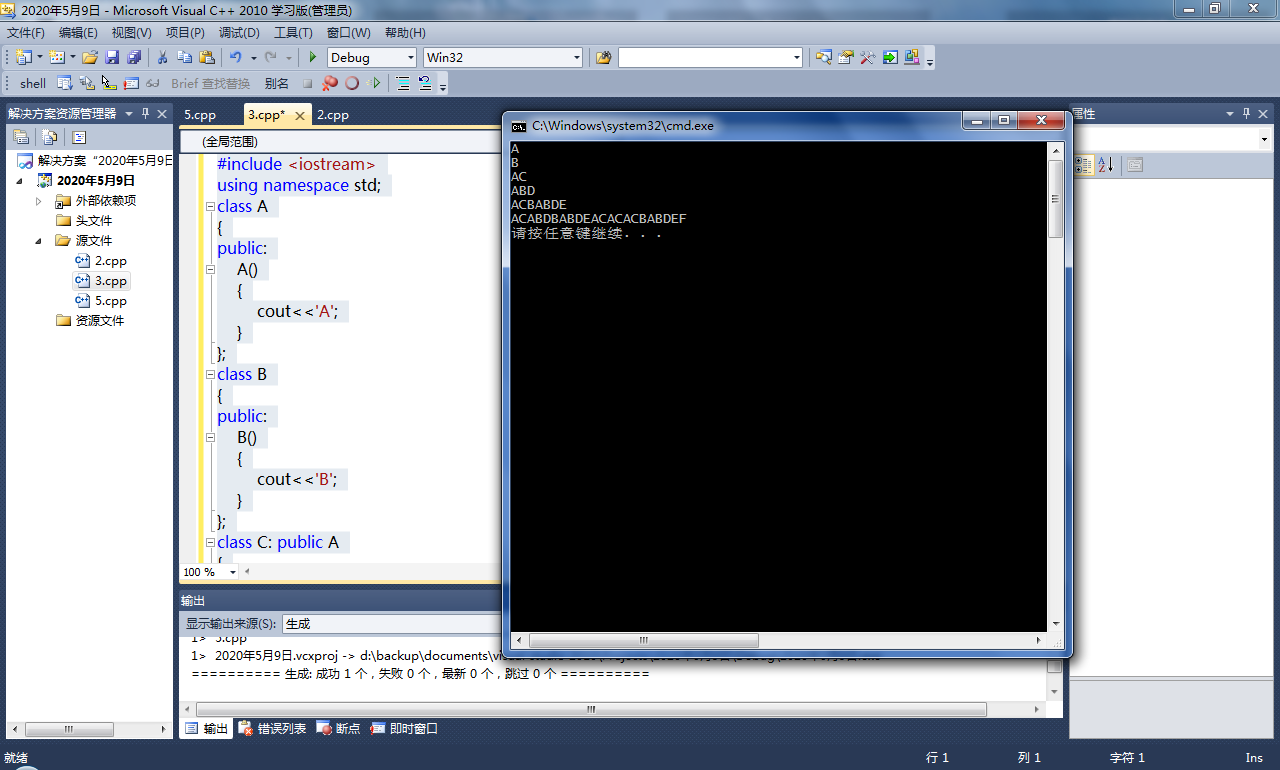 2020年5月9日 - Microsoft Visual C++ 2010 学习版(管理员)
文件(F) 编辑(E) 视图(V) 项目(P) 调试(D) 工具(T) 窗口(W) 帮助(H)
Debug Win32
shell Brief 查找替换 别名
解决方案资源管理器
解决方案“2020年5月9日
2020年5月9日
外部依赖项
头文件
源文件
2.cpp
3.cpp
5.cpp
资源文件
5.cpp 3.cpp* 2.cpp
(全局范围)
#include <iostream>
using namespace std;
class A
{
public:
A()
{
cout<<'A';
}
};
class B
{
public:
B()
{
cout<<'B';
}
};
class C: public A
{
100 %
C:\Windows\system32\cmd.exe
A
B
AC
ABD
ACBABDE
ACABDBABDEACACACBABDEF
请按任意键继续. . .
属性
输出
显示输出来源(S): 生成
1> 2020年5月9日.vcxproj -> d:\backup\documents\
========== 生成: 成功 1 个，失败 0 个，最新 0 个，跳过 0 个 ==========
输出 错误列表 断点 即时窗口
就绪 行 1 列 1 字符 1 Ins